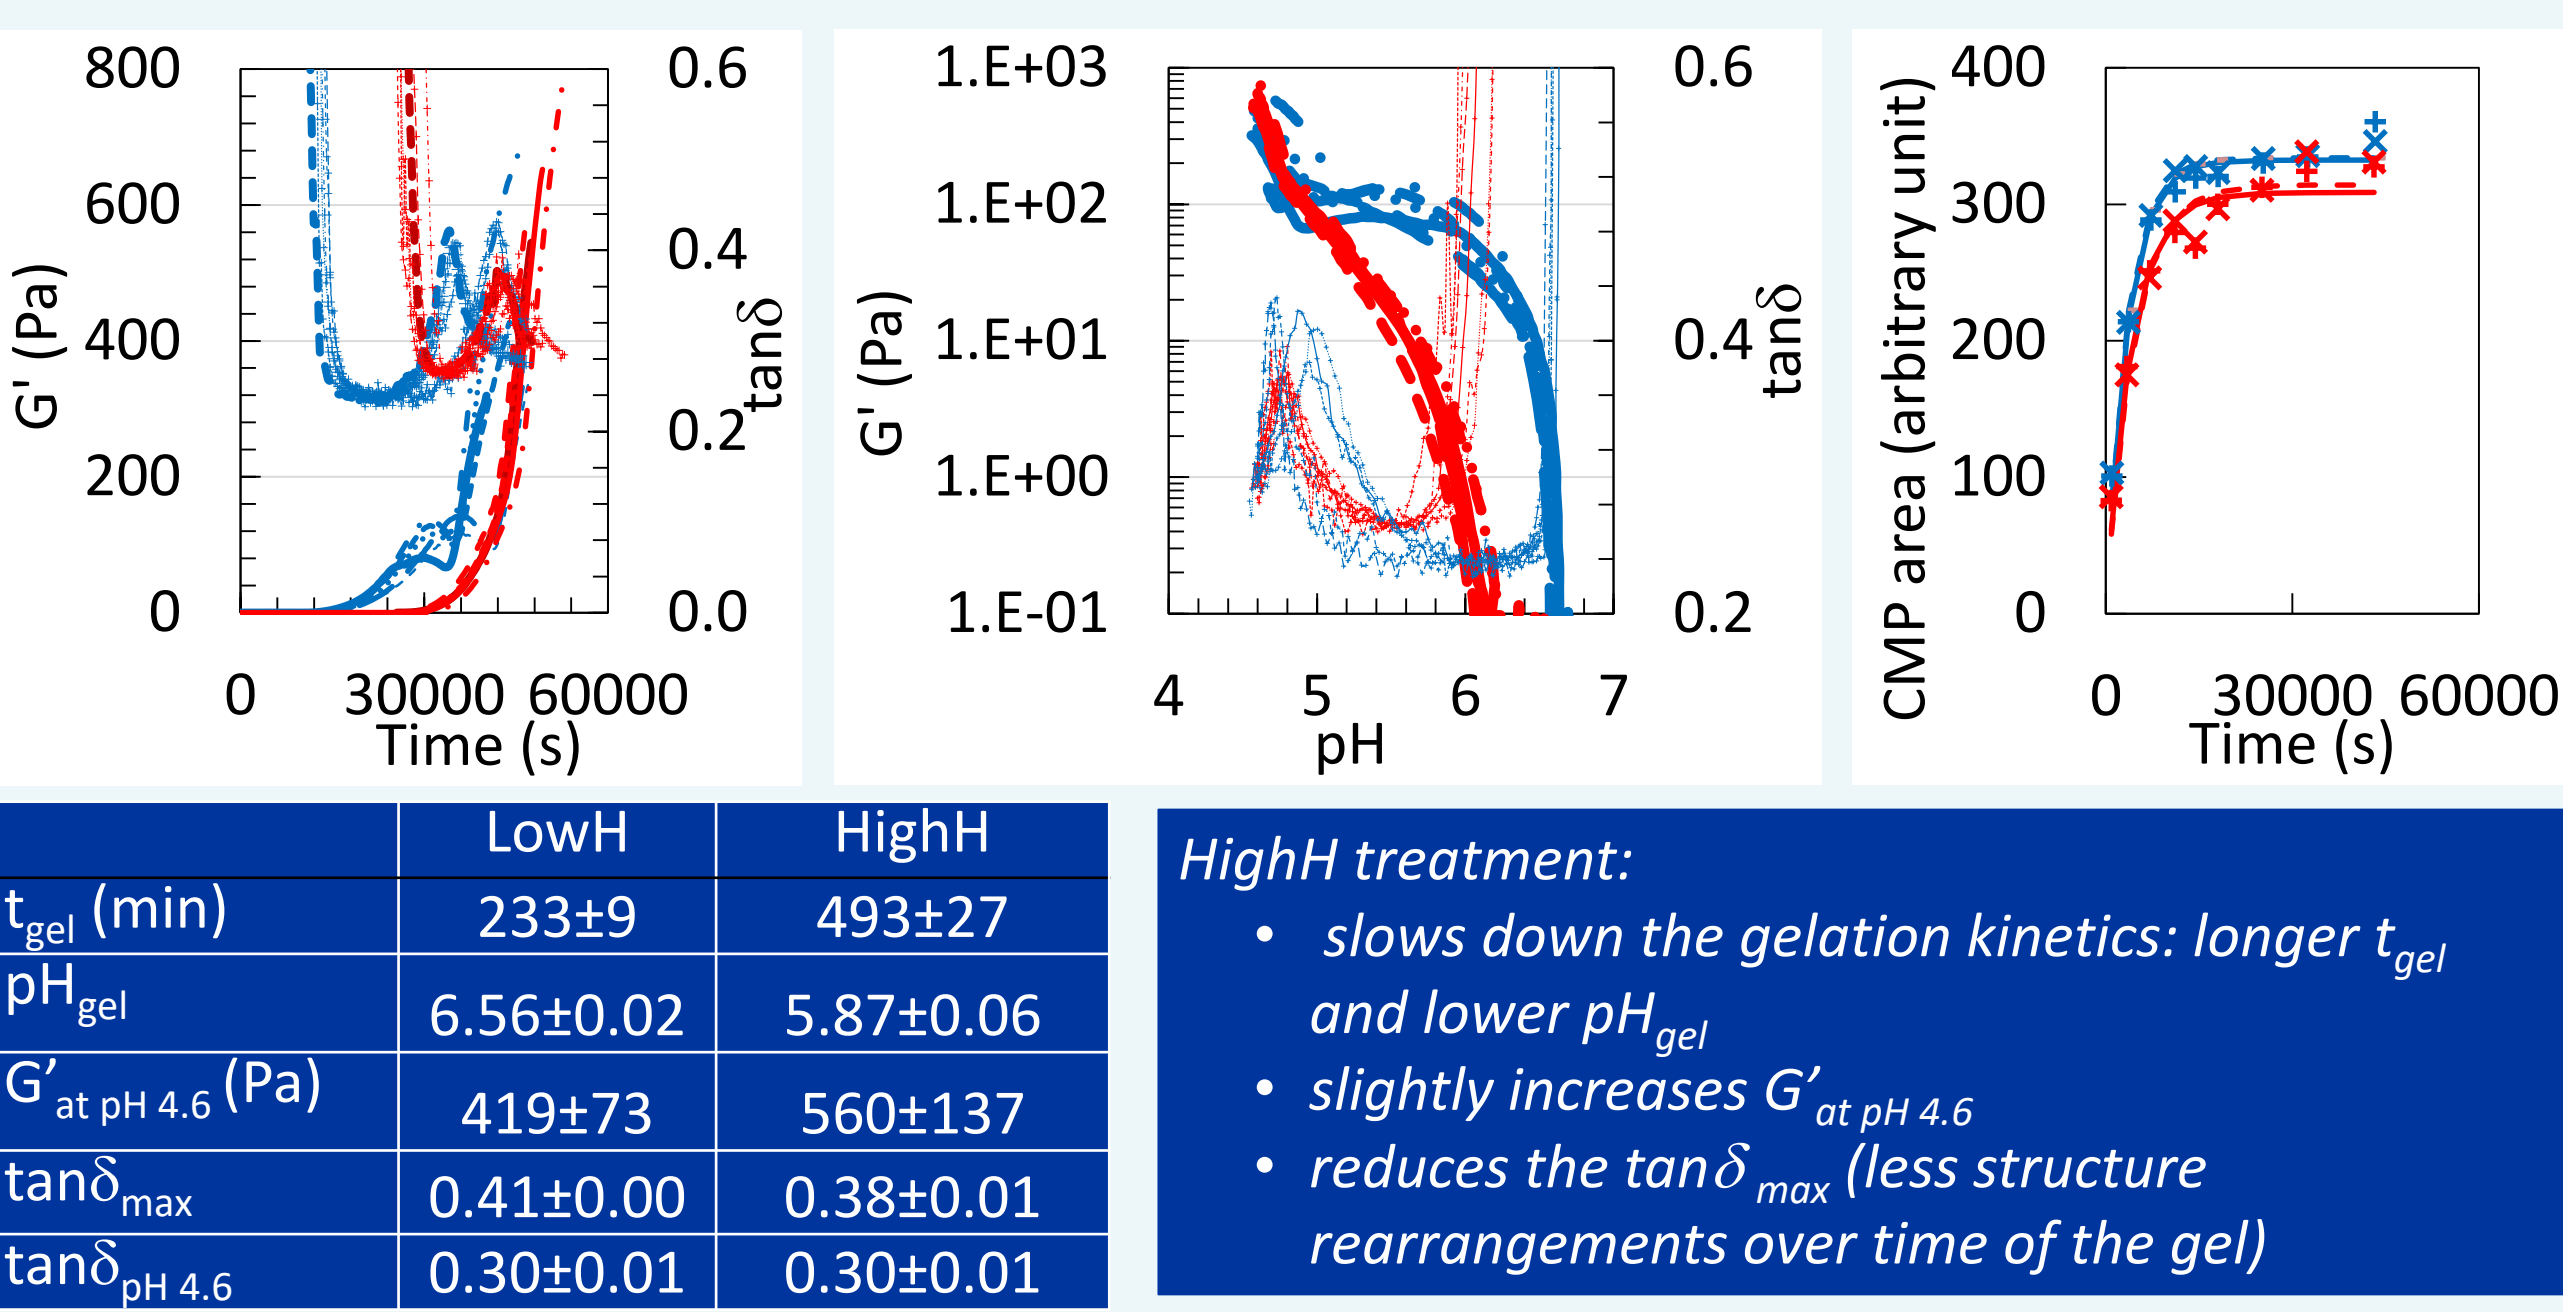 800
600
400
200
0
G' (Pa)
0.6
0.4
0.2
0.0
tanδ
0 30000 60000
Time (s)
1.E+03
1.E+02
1.E+01
1.E+00
1.E-01
G' (Pa)
0.6
0.4
0.2
tanδ
4 5 6 7
pH
400
300
200
100
0
CMP area (arbitrary unit)
0 30000 60000
Time (s)
LowH HighH
tgel (min) 233±9 493±27
pHgel 6.56±0.02 5.87±0.06
G’at pH 4.6 (Pa) 419±73 560±137
tanδmax 0.41±0.00 0.38±0.01
tanδpH 4.6 0.30±0.01 0.30±0.01
HighH treatment:
• slows down the gelation kinetics: longer tgel
and lower pHgel
• slightly increases G’at pH 4.6
• reduces the tanδ max (less structure
rearrangements over time of the gel)